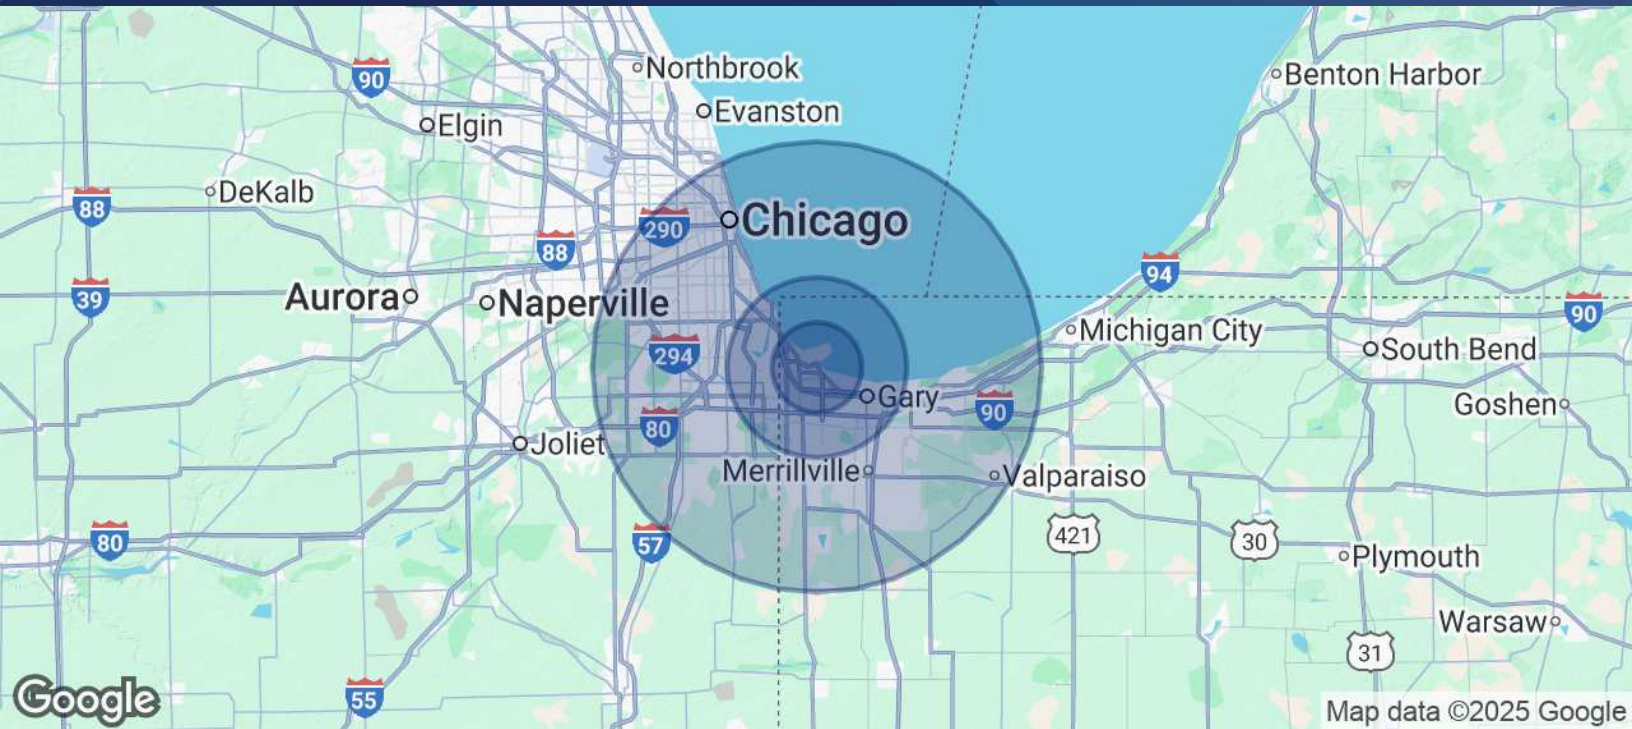 Northbrook
Benton Harbor
90
Evanston
Elgin
DeKalb
88
290
Chicago
88
94
39
Aurora
Naperville
90
Michigan City
294
South Bend
Gary
90
Goshen
80
Joliet
Merrillville
Valparaiso
80
57
421
30
Plymouth
Warsaw
31
Google
55
Map data ©2025 Google